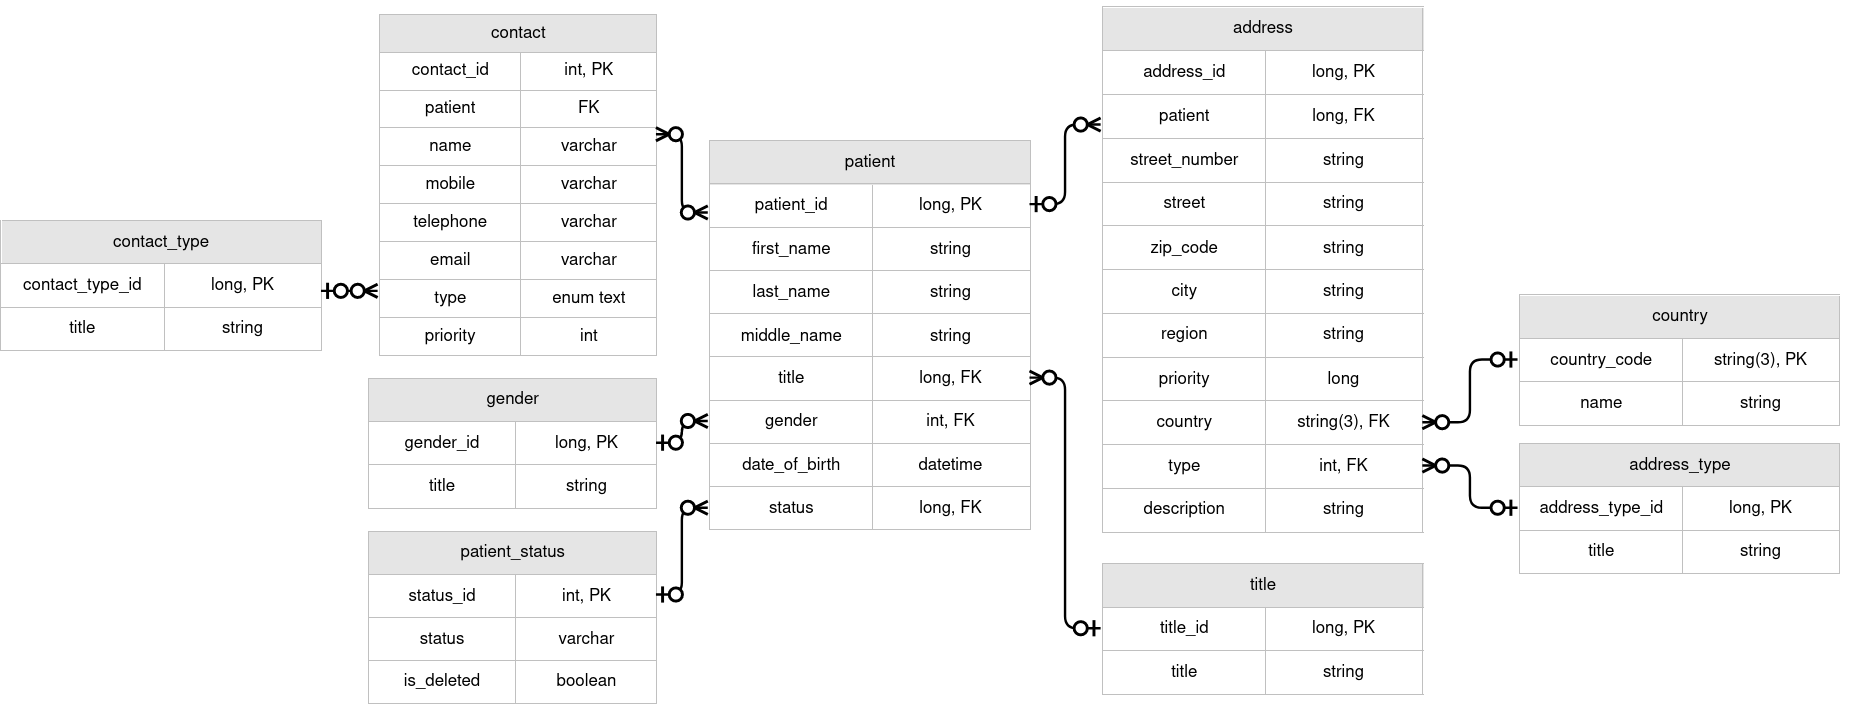 contact_type
contact_type_id long, PK
title string
contact
contact_id int, PK
patient FK
name varchar
mobile varchar
telephone varchar
email varchar
type enum text
priority int
gender
gender_id long, PK
title string
patient_status
status_id int, PK
status varchar
is_deleted boolean
patient
patient_id long, PK
first_name string
last_name string
middle_name string
title long, FK
gender int, FK
date_of_birth datetime
status long, FK
address
address_id long, PK
patient long, FK
street_number string
street string
zip_code string
city string
region string
priority long
country string(3), FK
type int, FK
description string
title
title_id long, PK
title string
country
country_code string(3), PK
name string
address_type
address_type_id long, PK
title string